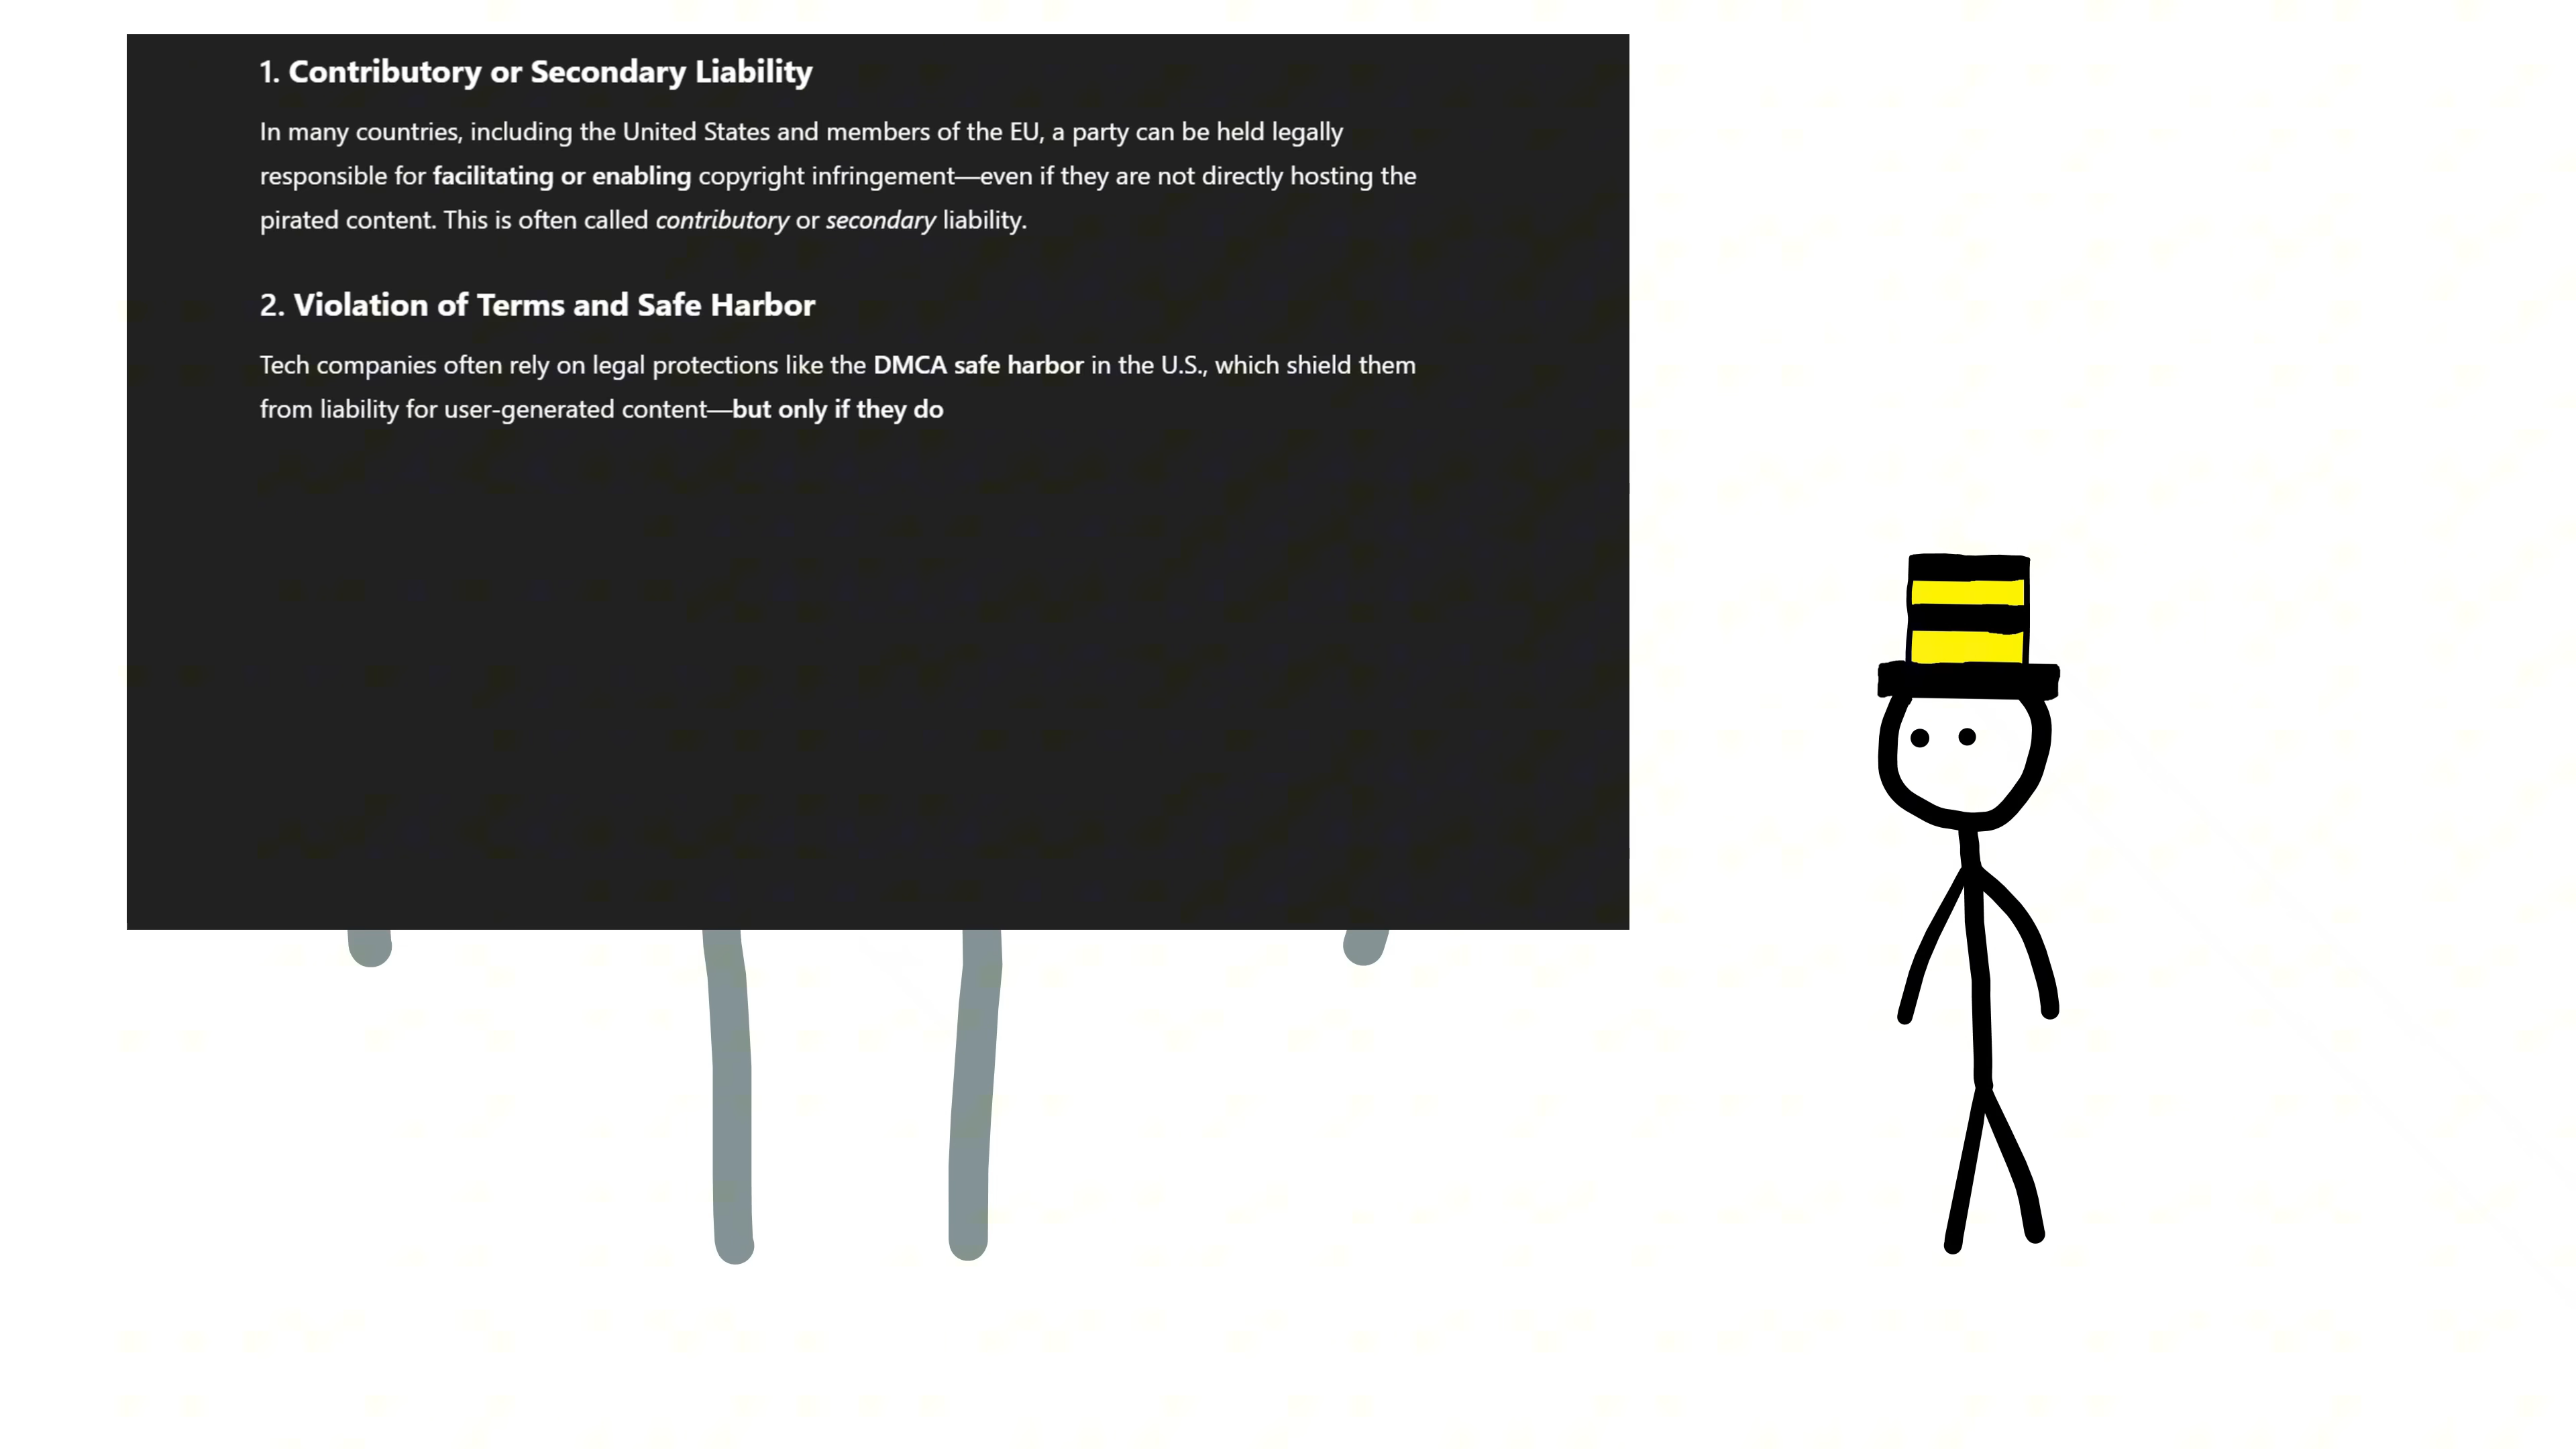 1. Contributory or Secondary Liability
In many countries, including the United States and members of the EU, a party can be held legally
responsible for facilitating or enabling copyright infringement—even if they are not directly hosting the
pirated content. This is often called contributory or secondary liability.
2. Violation of Terms and Safe Harbor
Tech companies often rely on legal protections like the DMCA safe harbor in the U.S., which shield them
from liability for user-generated content—but only if they do